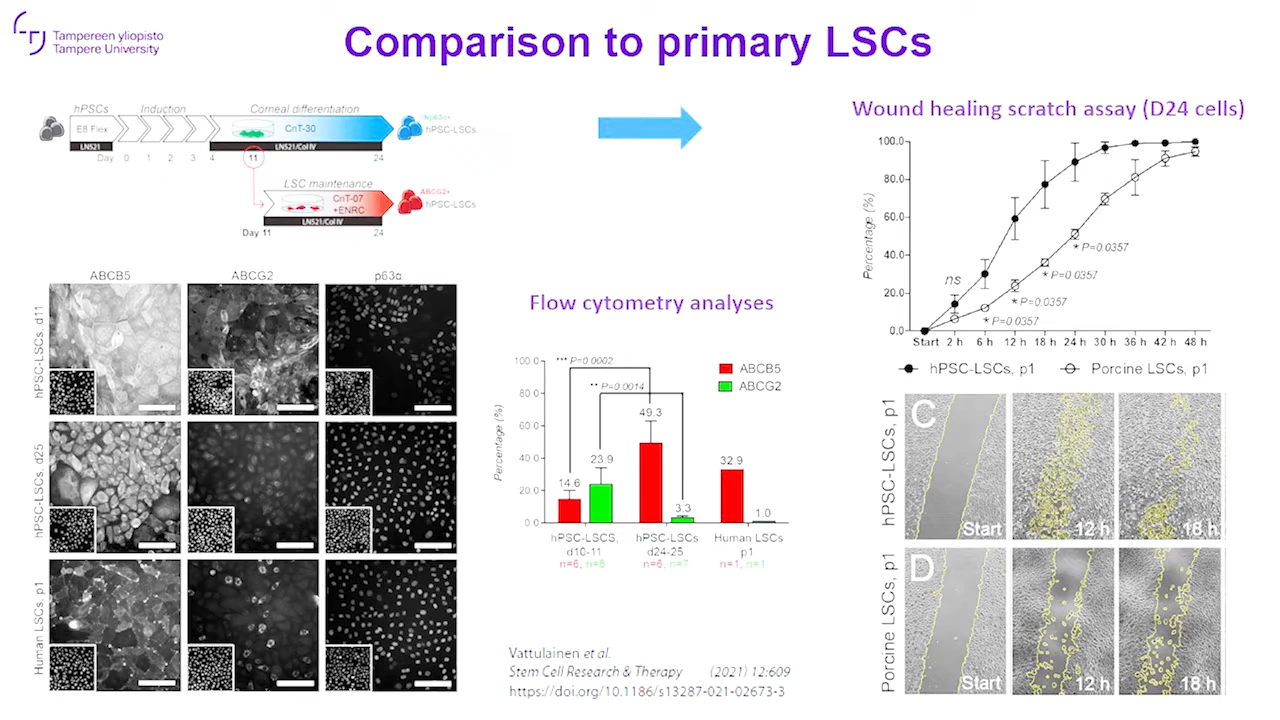 Tampereen yliopisto
Tampere University
Comparison to primary LSCs
hPSCs
Induction
Corneal differentiation
E8 Flex
CnT-30
Np63α+
hPSC-LSCs
LN521
LN521/Col IV
Day 0 1 2 3 4 11 24
LSC maintenance
CnT-07
+ENRC
ABCG2+
hPSC-LSCs
LN521/Col IV
Day 11 24
ABCB5 ABCG2 p63α
hPSC-LSCs, d11
hPSC-LSCs, d25
Human LSCs, p1
Flow cytometry analyses
Percentage (%)
100.0
80.0
60.0
40.0
20.0
0.0
*** P=0.0002
** P=0.0014
ABCB5
ABCG2
14.6
23.9
49.3
3.3
32.9
1.0
hPSC-LSCS, d10-11
n=6, n=6
hPSC-LSCs d24-25
n=6, n=7
Human LSCs p1
n=1, n=1
Vattulainen et al.
Stem Cell Research & Therapy (2021) 12:609
https://doi.org/10.1186/s13287-021-02673-3
Wound healing scratch assay (D24 cells)
Percentage (%)
100.0
80.0
60.0
40.0
20.0
0.0
ns
* P=0.0357
* P=0.0357
* P=0.0357
* P=0.0357
Start 2 h 6 h 12 h 18 h 24 h 30 h 36 h 42 h 48 h
hPSC-LSCs, p1
Porcine LSCs, p1
hPSC-LSCs, p1
C
Start
12 h
18 h
Porcine LSCs, p1
D
Start
12 h
18 h